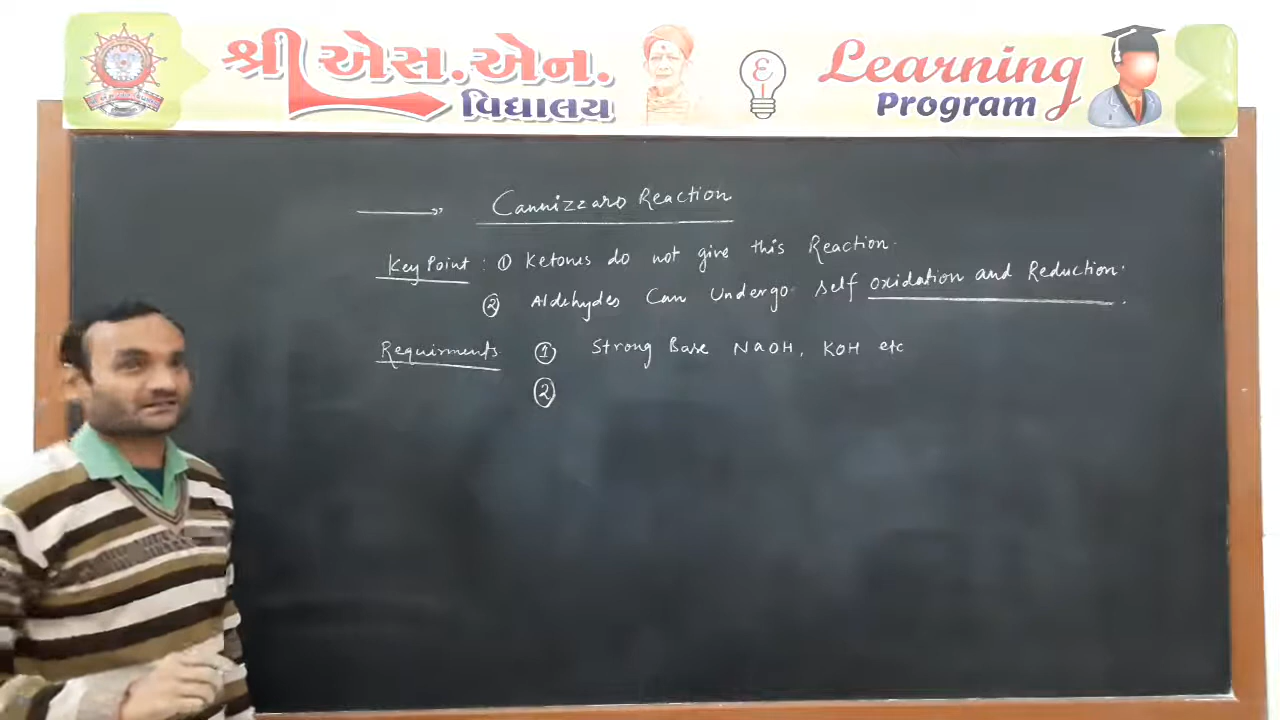 શ્રી એસ.એન.
વિદ્યાલય
Learning
Program
Cannizzaro Reaction
Key Point : ① Ketones do not give this Reaction.
② Aldehydes Can Undergo self oxidation and Reduction.
Requirments ① Strong Base NaOH, KOH etc
②